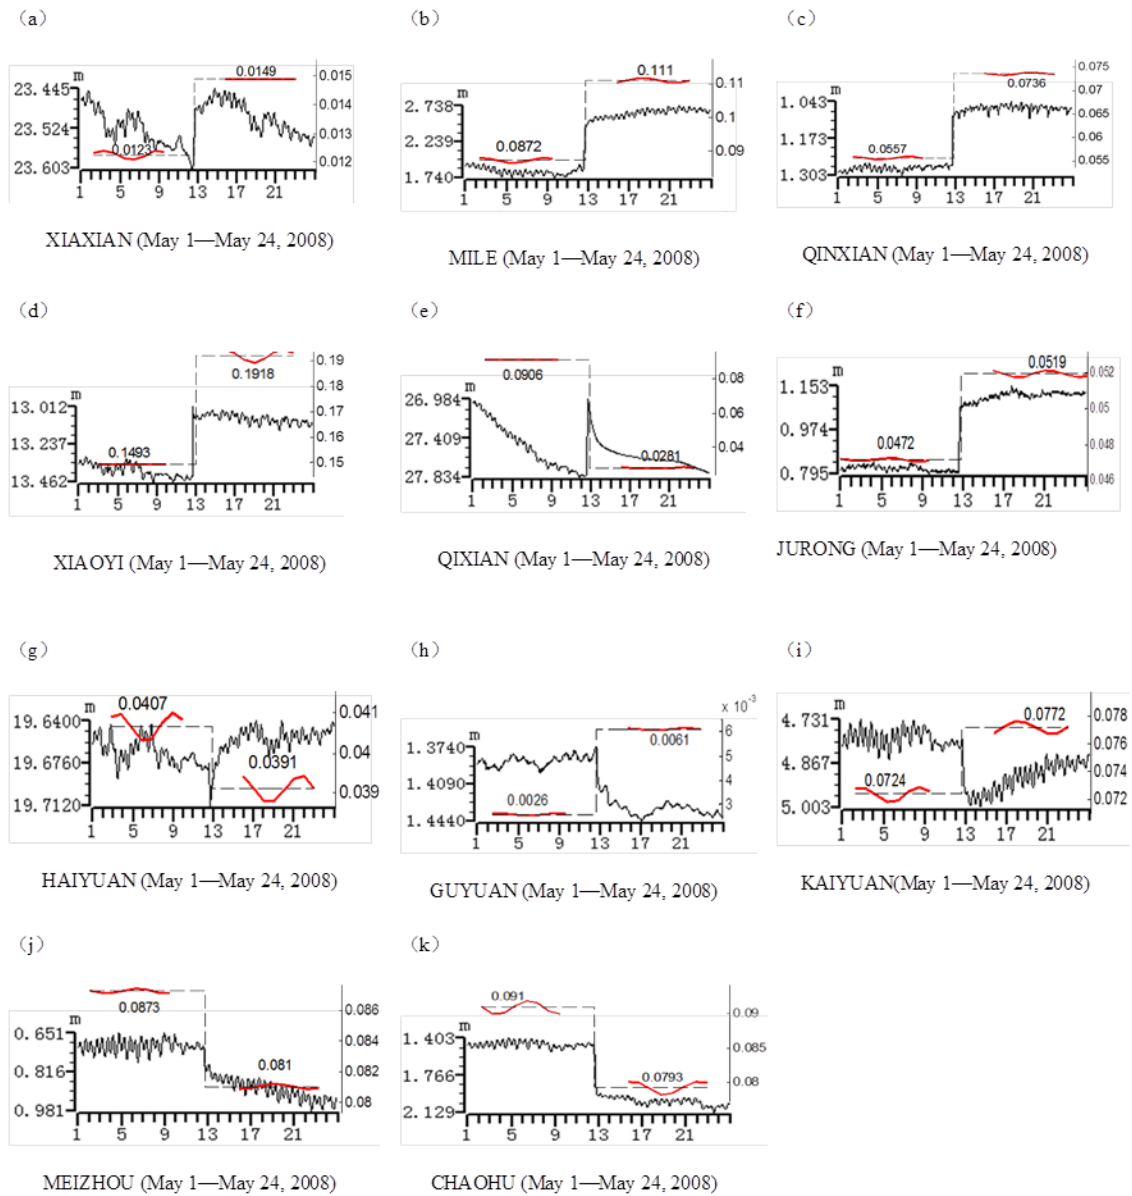 （a）
m
23.445
23.524
23.603
0.0149
0.0123
0.015
0.014
0.013
0.012
1 5 9 13 17 21
XIAXIAN (May 1—May 24, 2008)
（b）
m
2.738
2.239
1.740
0.111
0.0872
0.11
0.1
0.09
1 5 9 13 17 21
MILE (May 1—May 24, 2008)
（c）
m
1.043
1.173
1.303
0.0736
0.0557
0.075
0.07
0.065
0.06
0.055
1 5 9 13 17 21
QINXIAN (May 1—May 24, 2008)
（d）
m
13.012
13.237
13.462
0.1918
0.1493
0.19
0.18
0.17
0.16
0.15
1 5 9 13 17 21
XIAOYI (May 1—May 24, 2008)
（e）
m
26.984
27.409
27.834
0.0906
0.0281
0.08
0.06
0.04
1 5 9 13 17 21
QIXIAN (May 1—May 24, 2008)
（f）
m
1.153
0.974
0.795
0.0519
0.0472
0.052
0.05
0.048
0.046
1 5 9 13 17 21
JURONG (May 1—May 24, 2008)
（g）
m
19.6400
19.6760
19.7120
0.0407
0.0391
0.041
0.04
0.039
1 5 9 13 17 21
HAIYUAN (May 1—May 24, 2008)
（h）
m
1.3740
1.4090
1.4440
x 10⁻³
0.0061
0.0026
6
5
4
3
1 5 9 13 17 21
GUYUAN (May 1—May 24, 2008)
（i）
m
4.731
4.867
5.003
0.0772
0.0724
0.078
0.076
0.074
0.072
1 5 9 13 17 21
KAIYUAN(May 1—May 24, 2008)
（j）
m
0.651
0.816
0.981
0.0873
0.081
0.086
0.084
0.082
0.08
1 5 9 13 17 21
MEIZHOU (May 1—May 24, 2008)
（k）
m
1.403
1.766
2.129
0.091
0.0793
0.09
0.085
0.08
1 5 9 13 17 21
CHAOHU (May 1—May 24, 2008)